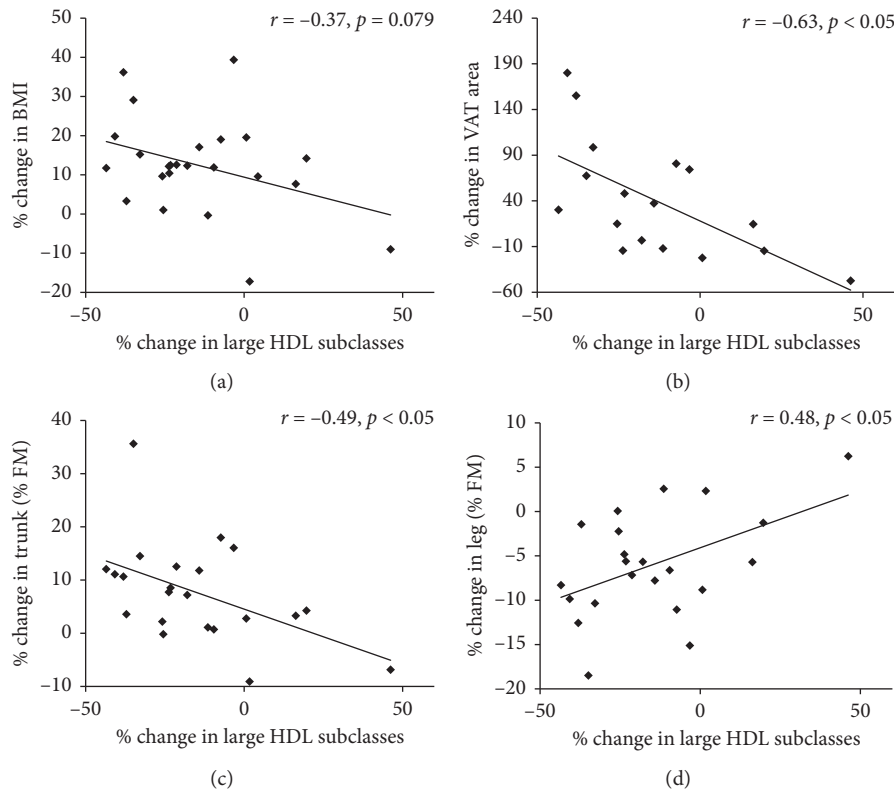 r = −0.37, p = 0.079
% change in BMI
50
40
30
20
10
0
−10
−20
−50
0
50
% change in large HDL subclasses
(a)
r = −0.63, p < 0.05
% change in VAT area
240
190
140
90
40
−10
−60
−50
0
50
% change in large HDL subclasses
(b)
r = −0.49, p < 0.05
% change in trunk (% FM)
40
30
20
10
0
−10
−50
0
50
% change in large HDL subclasses
(c)
r = 0.48, p < 0.05
% change in leg (% FM)
10
5
0
−5
−10
−15
−20
−50
0
50
% change in large HDL subclasses
(d)